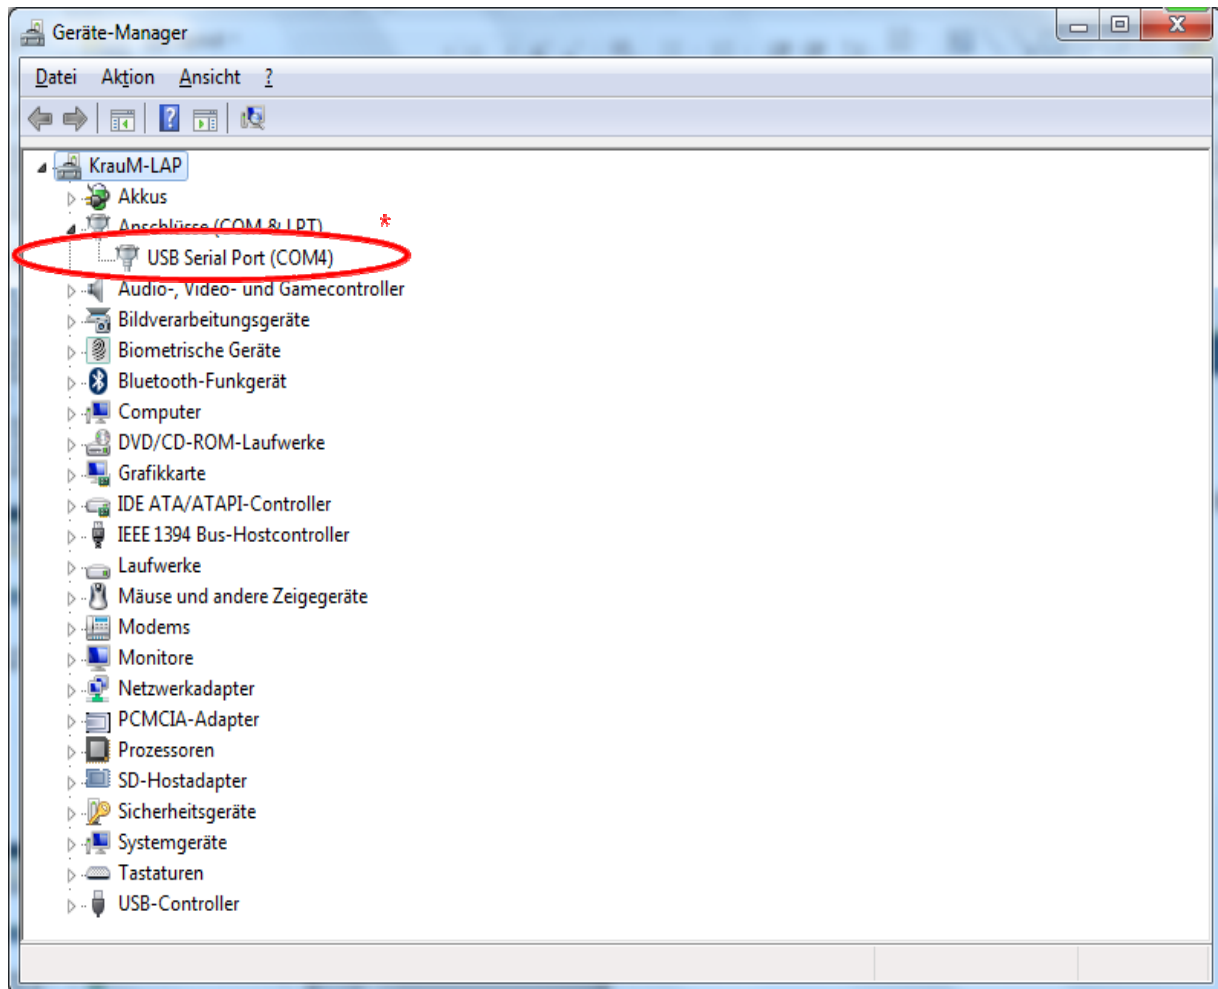 Geräte-Manager
Datei Aktion Ansicht ?
KrauM-LAP
Akkus
Anschlüsse (COM & LPT) *
USB Serial Port (COM4)
Audio-, Video- und Gamecontroller
Bildverarbeitungsgeräte
Biometrische Geräte
Bluetooth-Funkgerät
Computer
DVD/CD-ROM-Laufwerke
Grafikkarte
IDE ATA/ATAPI-Controller
IEEE 1394 Bus-Hostcontroller
Laufwerke
Mäuse und andere Zeigegeräte
Modems
Monitore
Netzwerkadapter
PCMCIA-Adapter
Prozessoren
SD-Hostadapter
Sicherheitsgeräte
Systemgeräte
Tastaturen
USB-Controller